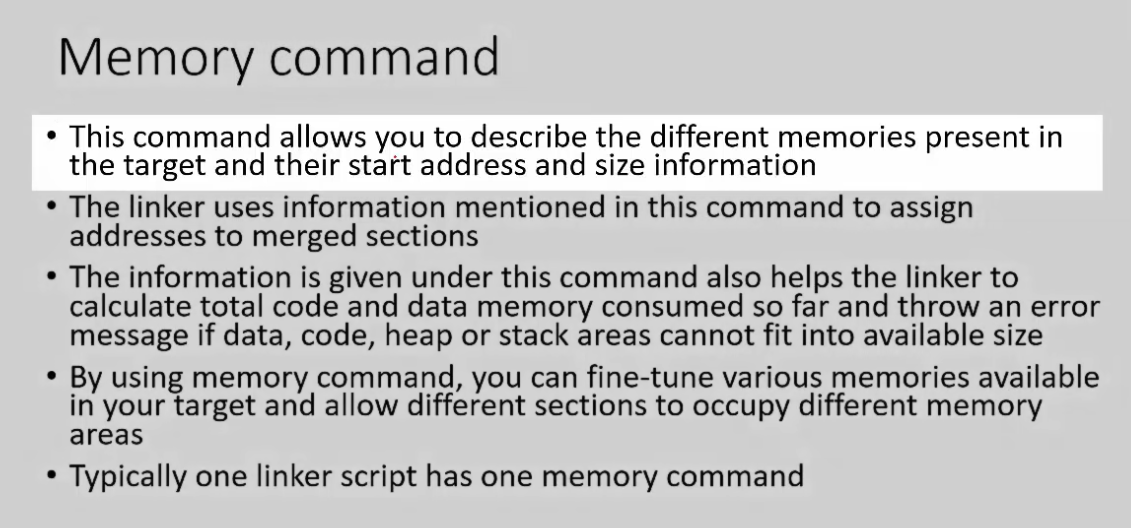 Memory command
• This command allows you to describe the different memories present in
the target and their start address and size information
• The linker uses information mentioned in this command to assign
addresses to merged sections
• The information is given under this command also helps the linker to
calculate total code and data memory consumed so far and throw an error
message if data, code, heap or stack areas cannot fit into available size
• By using memory command, you can fine-tune various memories available
in your target and allow different sections to occupy different memory
areas
• Typically one linker script has one memory command